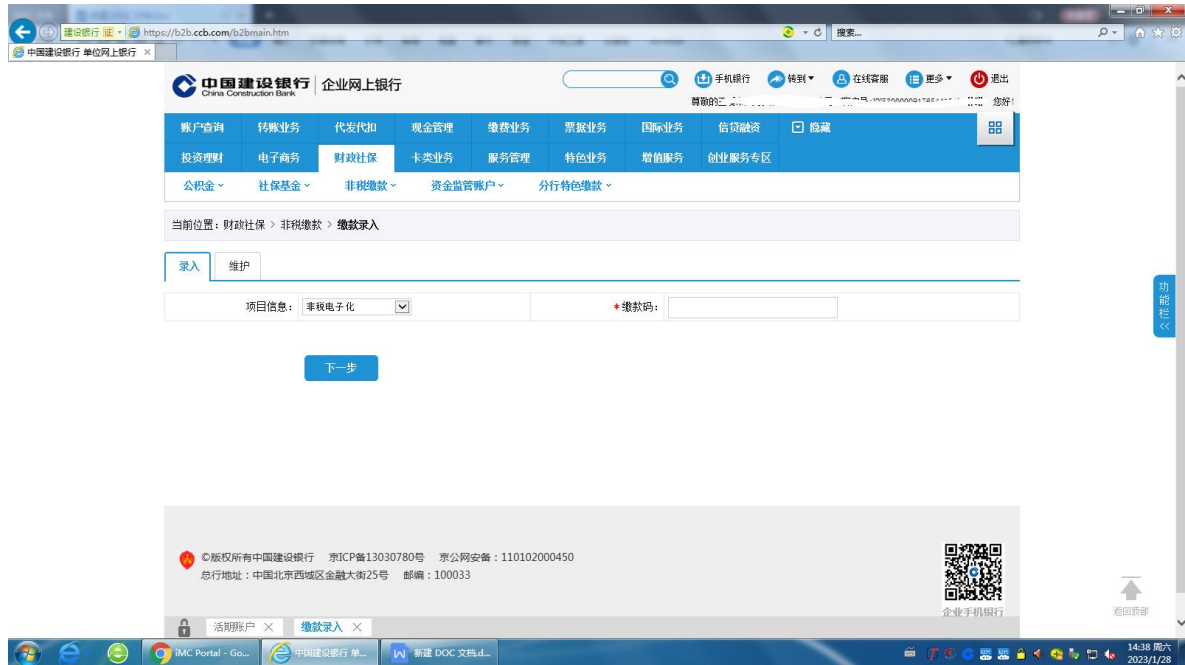 建设银行 证
https://b2b.ccb.com/b2bmain.htm
搜索...
中国建设银行 单位网上银行 ×
中国建设银行 企业网上银行
China Construction Bank
手机银行 转到 在线客服 更多 退出
尊敬的 您好!
账户查询 转账业务 代发代扣 现金管理 缴费业务 票据业务 国际业务 信贷融资 隐藏
投资理财 电子商务 财政社保 卡类业务 服务管理 特色业务 增值服务 创业服务专区
公积金 社保基金 非税缴款 资金监管账户 分行特色缴款
当前位置：财政社保 > 非税缴款 > 缴款录入
录入 维护
项目信息： 非税电子化 *缴款码：
下一步
功能栏<<
©版权所有中国建设银行 京ICP备13030780号 京公网安备：110102000450
总行地址：中国北京西城区金融大街25号 邮编：100033
企业手机银行
返回顶部
活期账户 × 缴款录入 ×
iMC Portal - Go... 中国建设银行 单... 新建 DOC 文档.d...
14:38 周六
2023/1/28